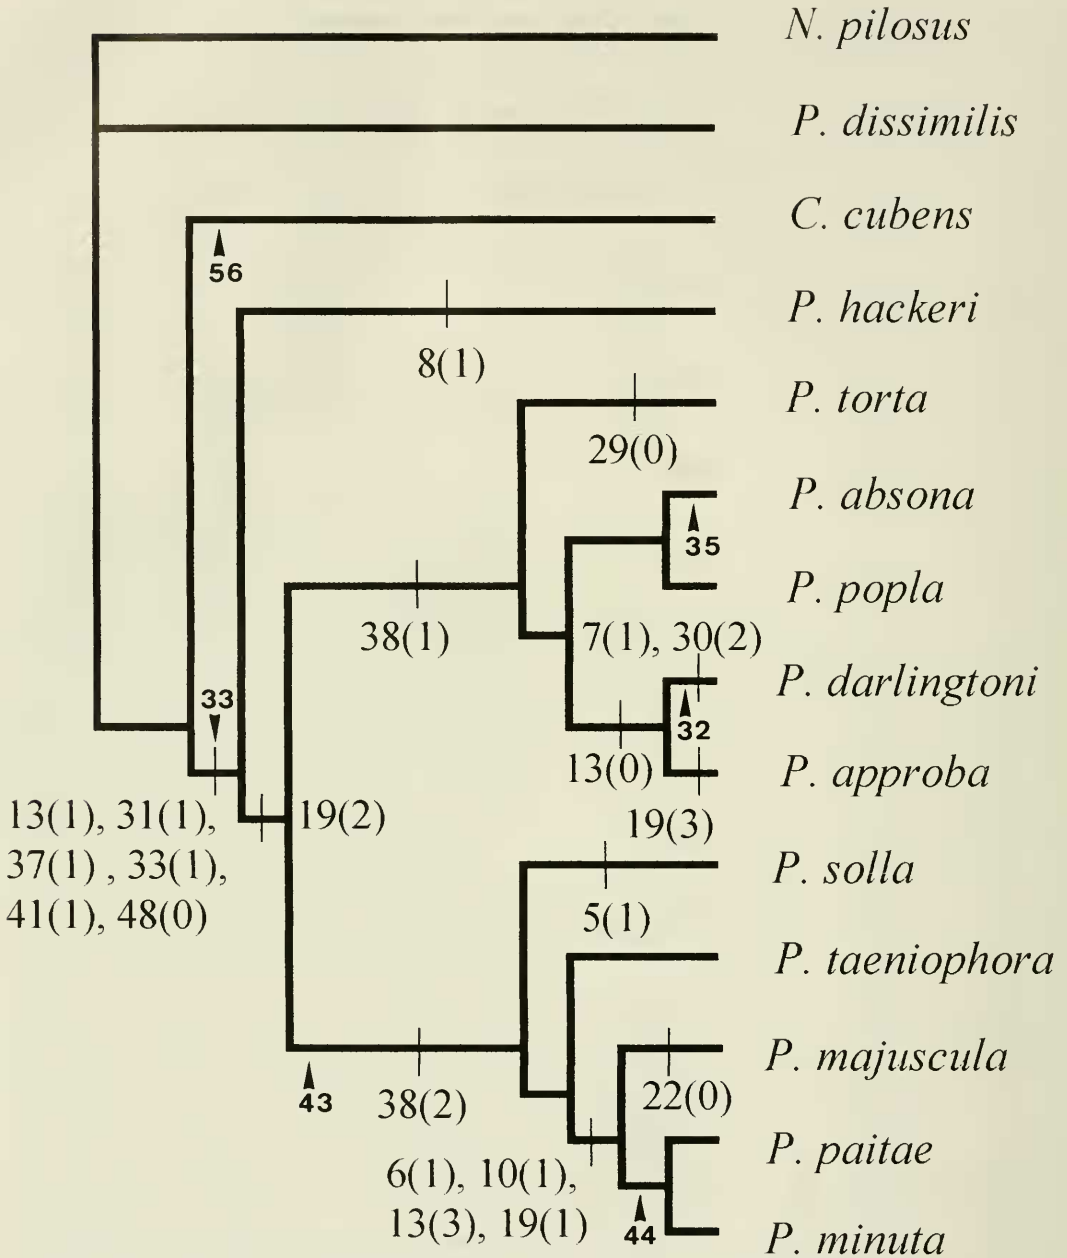 N. pilosus
P. dissimilis
C. cubens
56
P. hackeri
8(1)
P. torta
29(0)
P. absona
35
P. popla
38(1)
7(1), 30(2)
P. darlingtoni
33
32
13(0)
P. approba
13(1), 31(1),
37(1) , 33(1),
41(1), 48(0)
19(2)
19(3)
P. solla
5(1)
P. taeniophora
P. majuscula
43
38(2)
22(0)
P. paitae
6(1), 10(1),
13(3), 19(1)
44
P. minuta